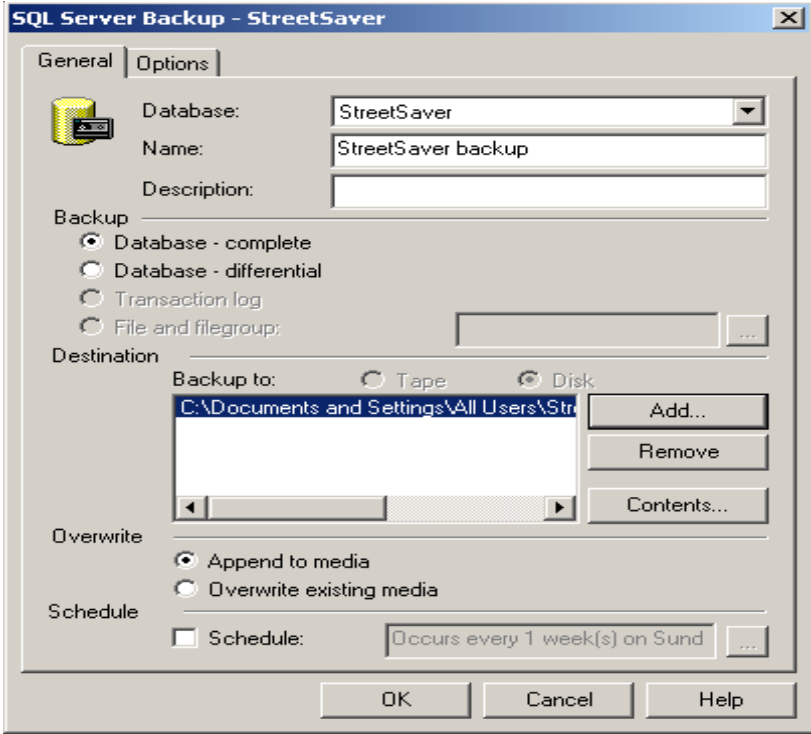 SQL Server Backup - StreetSaver
General Options
Database: StreetSaver
Name: StreetSaver backup
Description:
Backup
Database - complete
Database - differential
Transaction log
File and filegroup: ...
Destination
Backup to: Tape Disk
C:\Documents and Settings\All Users\Stre Add...
Remove
Contents...
Overwrite
Append to media
Overwrite existing media
Schedule
Schedule: Occurs every 1 week(s) on Sund ...
OK Cancel Help